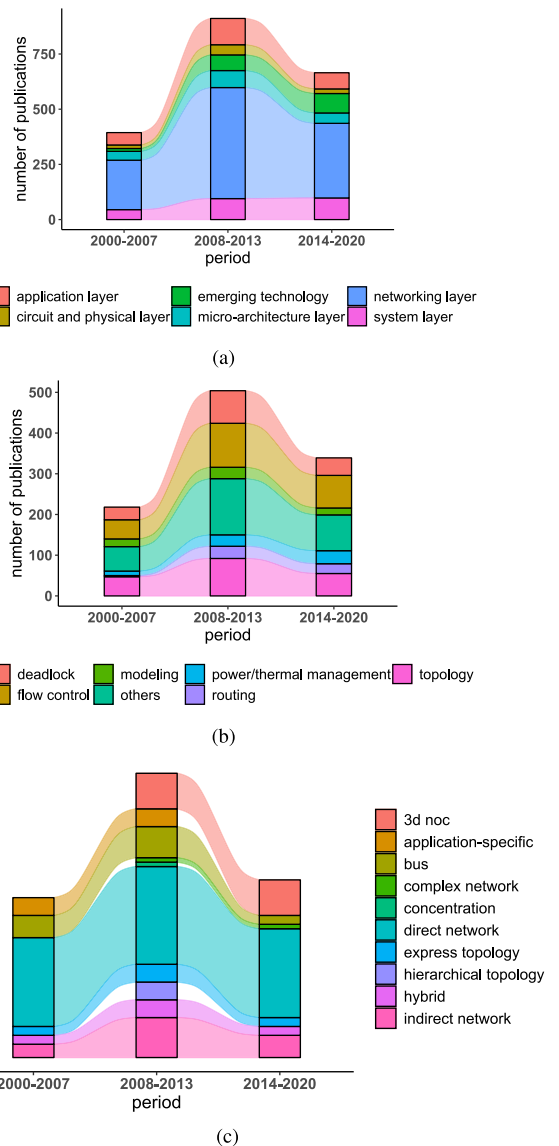 number of publications
750
500
250
0
2000-2007 2008-2013 2014-2020
period
application layer emerging technology networking layer
circuit and physical layer micro-architecture layer system layer
(a)
number of publications
500
400
300
200
100
0
2000-2007 2008-2013 2014-2020
period
deadlock modeling power/thermal management topology
flow control others routing
(b)
3d noc
application-specific
bus
complex network
concentration
direct network
express topology
hierarchical topology
hybrid
indirect network
2000-2007 2008-2013 2014-2020
period
(c)